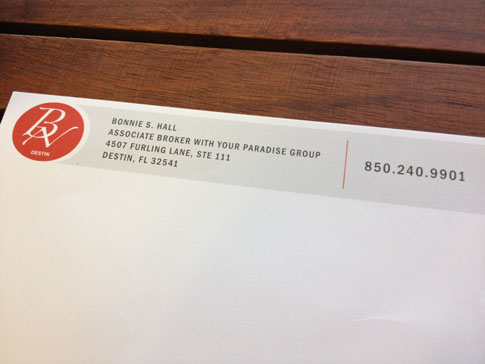 DESTIN
BONNIE S. HALL
ASSOCIATE BROKER WITH YOUR PARADISE GROUP
4507 FURLING LANE, STE 111
DESTIN, FL 32541
850.240.9901